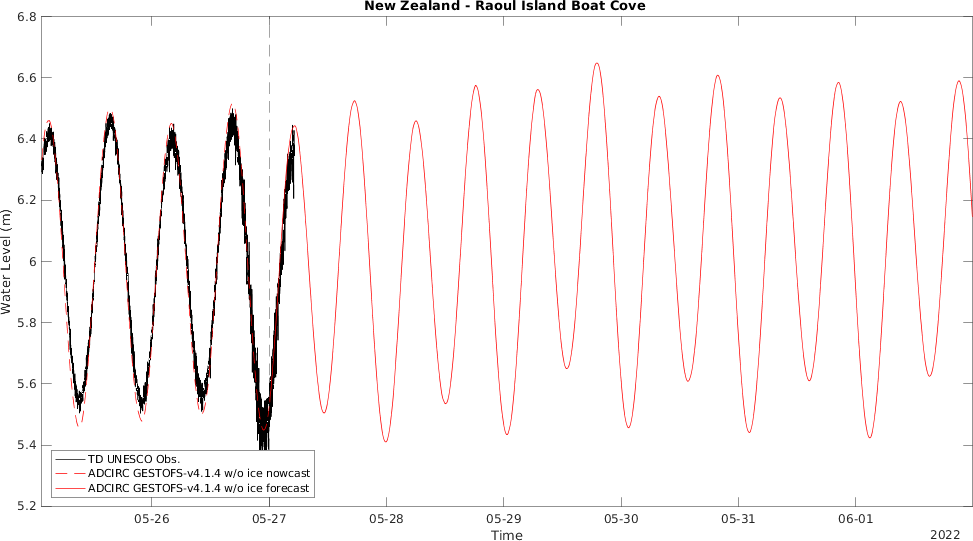 New Zealand - Raoul Island Boat Cove
Water Level (m)
6.8
6.6
6.4
6.2
6
5.8
5.6
5.4
5.2
TD UNESCO Obs.
ADCIRC GESTOFS-v4.1.4 w/o ice nowcast
ADCIRC GESTOFS-v4.1.4 w/o ice forecast
05-26 05-27 05-28 05-29 05-30 05-31 06-01
Time
2022